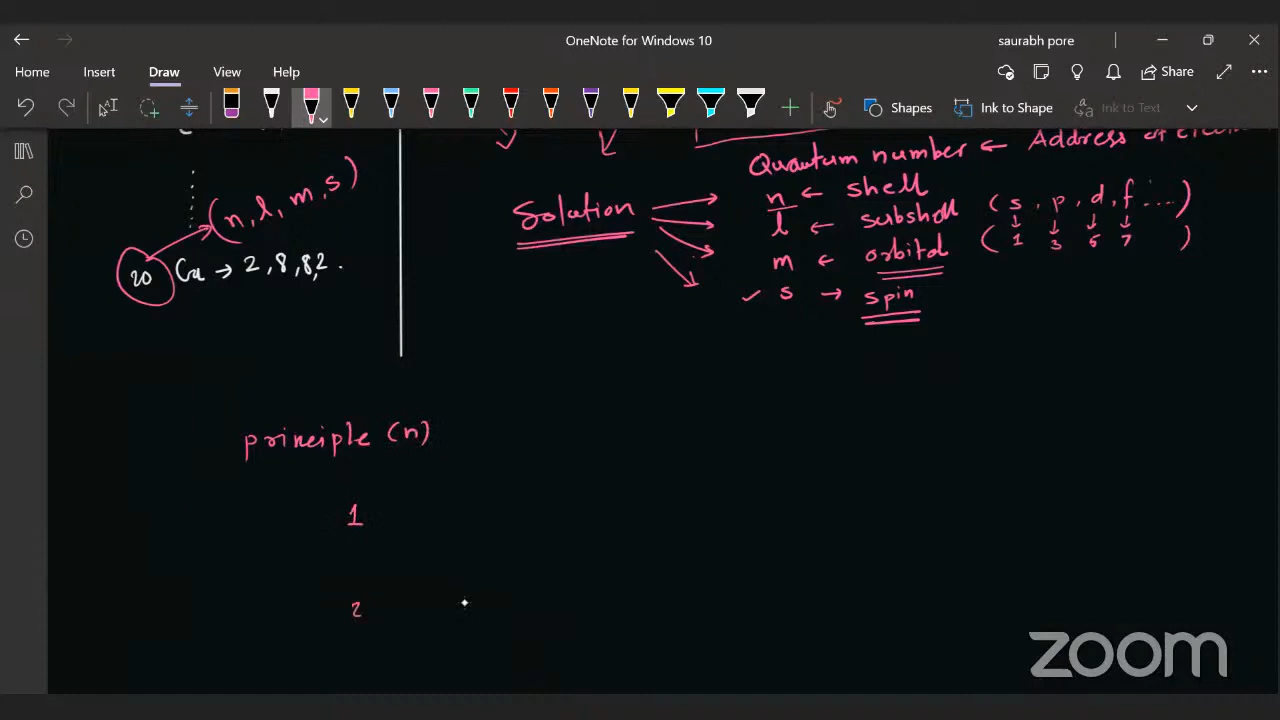 OneNote for Windows 10
saurabh pore
Home Insert Draw View Help
Share
Shapes
Ink to Shape
Ink to Text
Quantum number ← Address of
Solution
n ← shell
l ← subshell (s, p, d, f ...)
(1 3 5 7 )
m ← orbital
✓ s → spin
(n, l, m, s)
20 Ca → 2, 8, 8, 2.
principle (n)
1
2
zoom